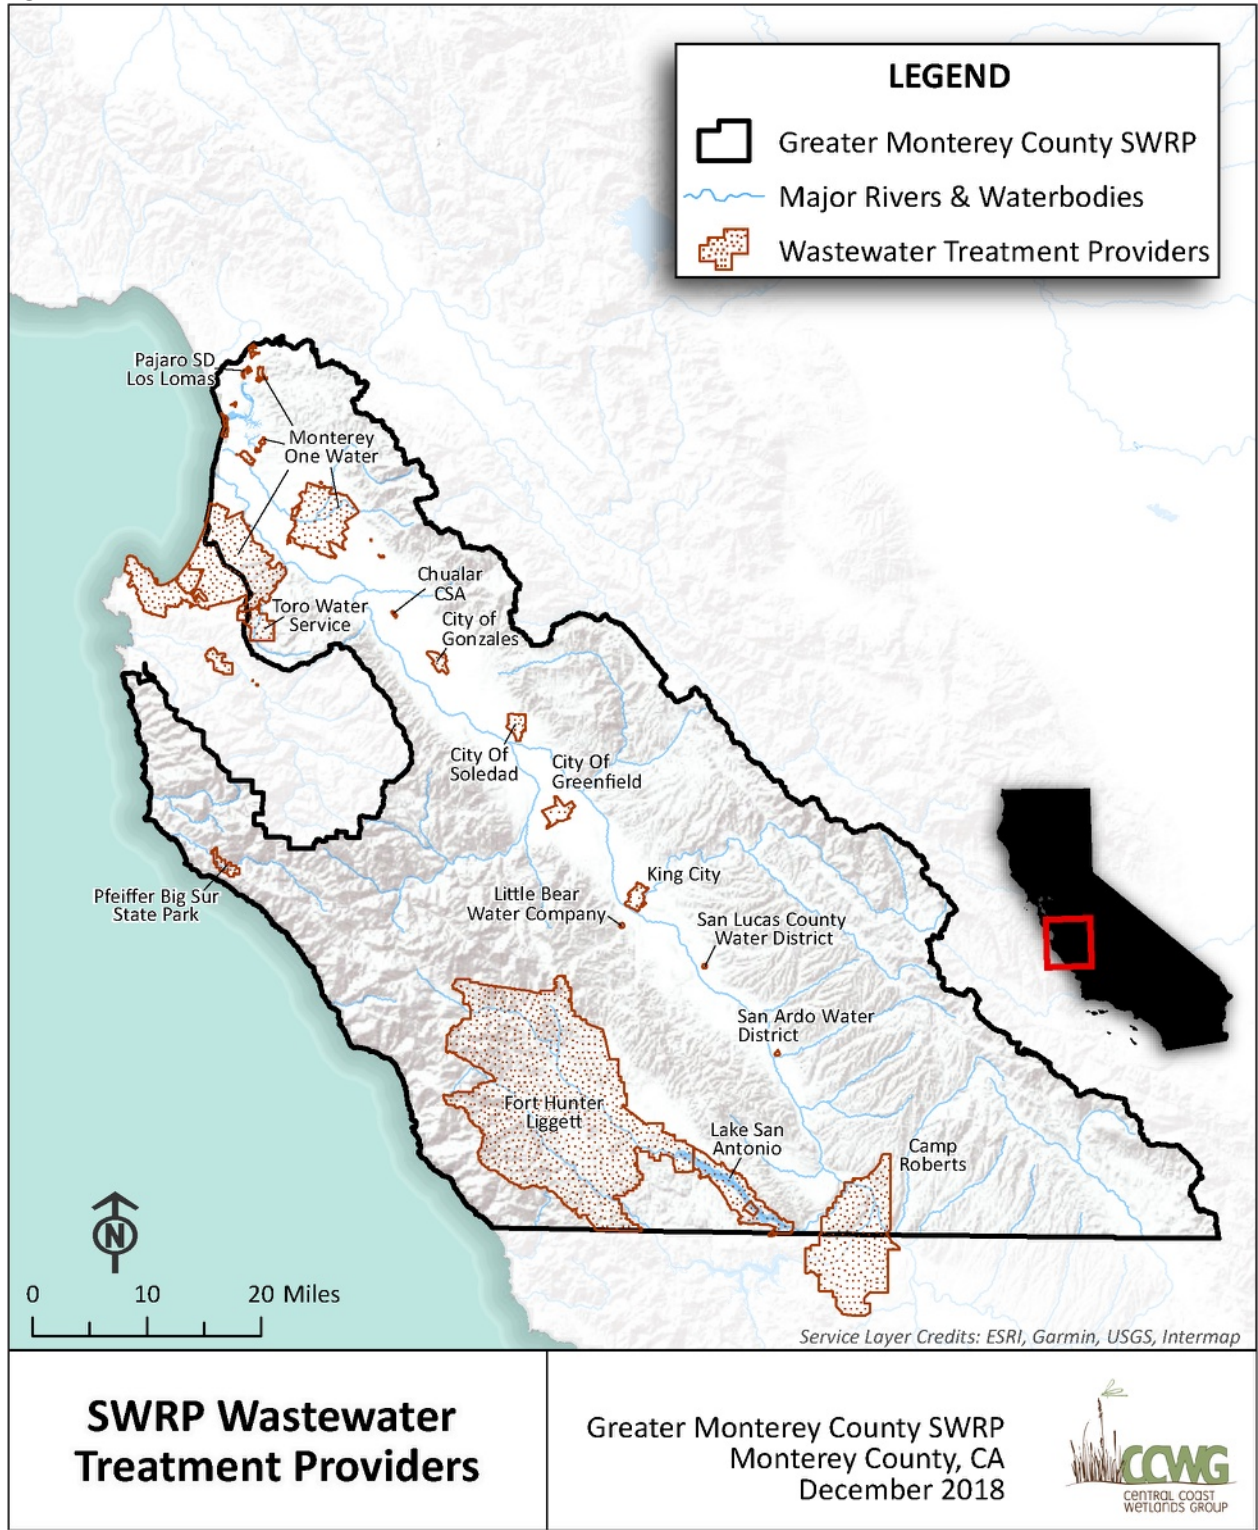 LEGEND
Greater Monterey County SWRP
Major Rivers & Waterbodies
Wastewater Treatment Providers
Pajaro SD
Los Lomas
Monterey
One Water
Chualar
CSA
Toro Water
Service
City of
Gonzales
City Of
Soledad
City Of
Greenfield
King City
Pfeiffer Big Sur
State Park
Little Bear
Water Company
San Lucas County
Water District
San Ardo Water
District
Fort Hunter
Liggett
Lake San
Antonio
Camp
Roberts
N
0 10 20 Miles
Service Layer Credits: ESRI, Garmin, USGS, Intermap
SWRP Wastewater
Treatment Providers
Greater Monterey County SWRP
Monterey County, CA
December 2018
CCWG
CENTRAL COAST
WETLANDS GROUP